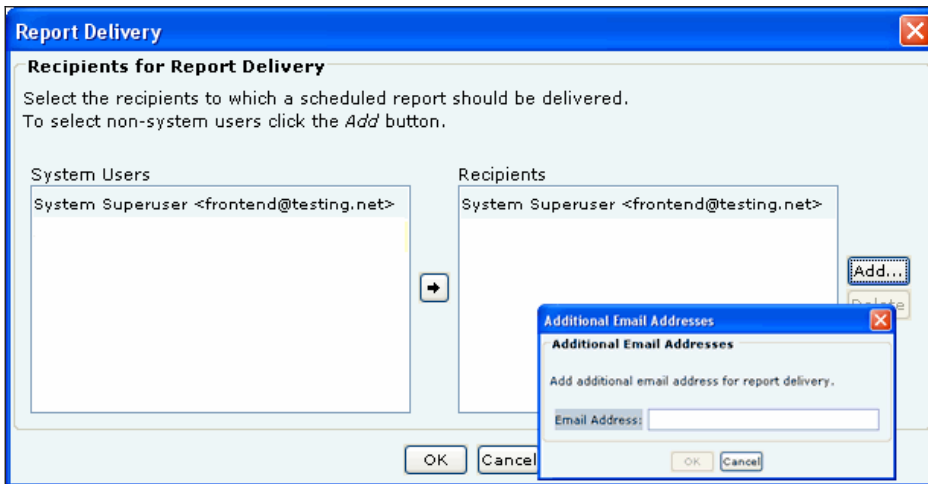 Report Delivery
Recipients for Report Delivery
Select the recipients to which a scheduled report should be delivered.
To select non-system users click the Add button.
System Users
Recipients
System Superuser <frontend@testing.net>
System Superuser <frontend@testing.net>
Add...
Delete
Additional Email Addresses
Additional Email Addresses
Add additional email address for report delivery.
Email Address:
OK
Cancel
OK
Cancel